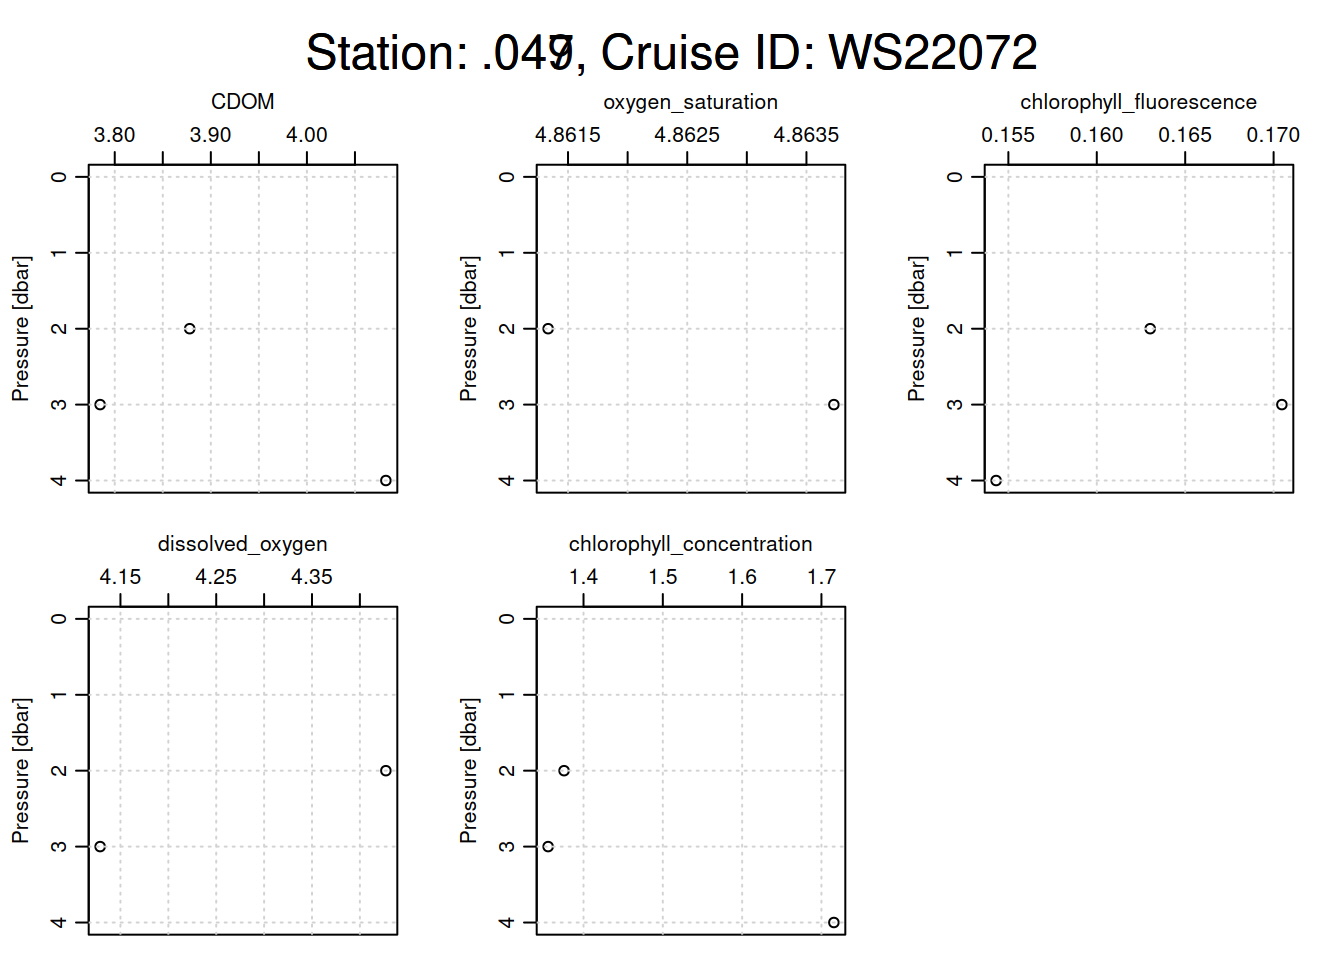 Station: , Cruise ID: WS22072
CDOM
3.80 3.90 4.00
0
1
2
3
4
Pressure [dbar]
oxygen_saturation
4.8615 4.8625 4.8635
0
1
2
3
4
Pressure [dbar]
chlorophyll_fluorescence
0.155 0.160 0.165 0.170
0
1
2
3
4
Pressure [dbar]
dissolved_oxygen
4.15 4.25 4.35
0
1
2
3
4
Pressure [dbar]
chlorophyll_concentration
1.4 1.5 1.6 1.7
0
1
2
3
4
Pressure [dbar]